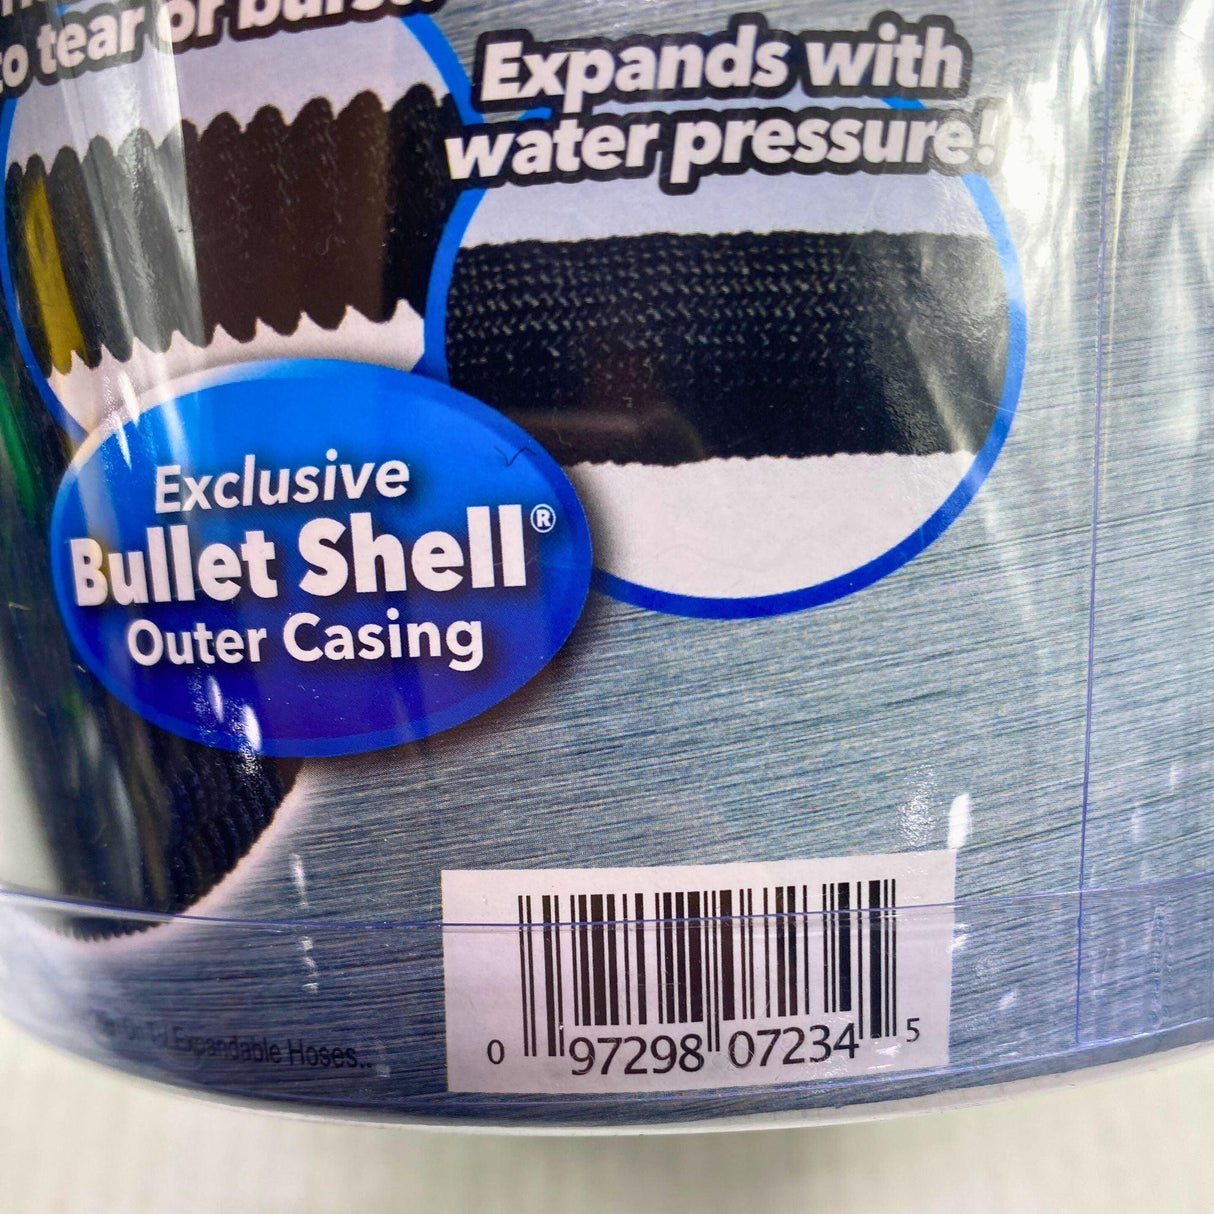 to tear or burst.
Expands with
water pressure!
Exclusive
Bullet Shell®
Outer Casing
Expandable Hoses..
0 97298 07234 5